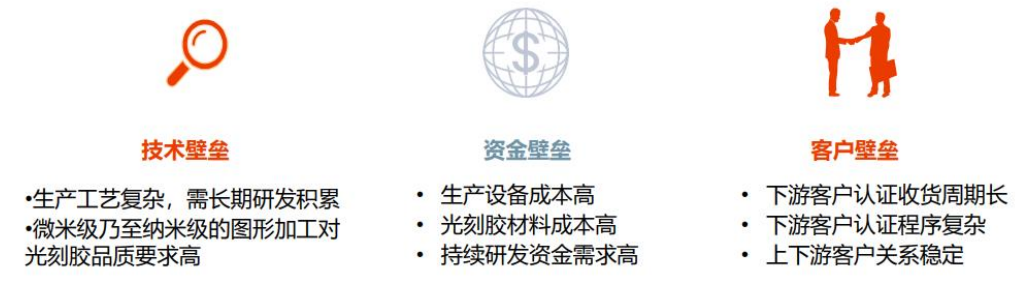 技术壁垒
•生产工艺复杂，需长期研发积累
•微米级乃至纳米级的图形加工对
光刻胶品质要求高
资金壁垒
• 生产设备成本高
• 光刻胶材料成本高
• 持续研发资金需求高
客户壁垒
• 下游客户认证收货周期长
• 下游客户认证程序复杂
• 上下游客户关系稳定